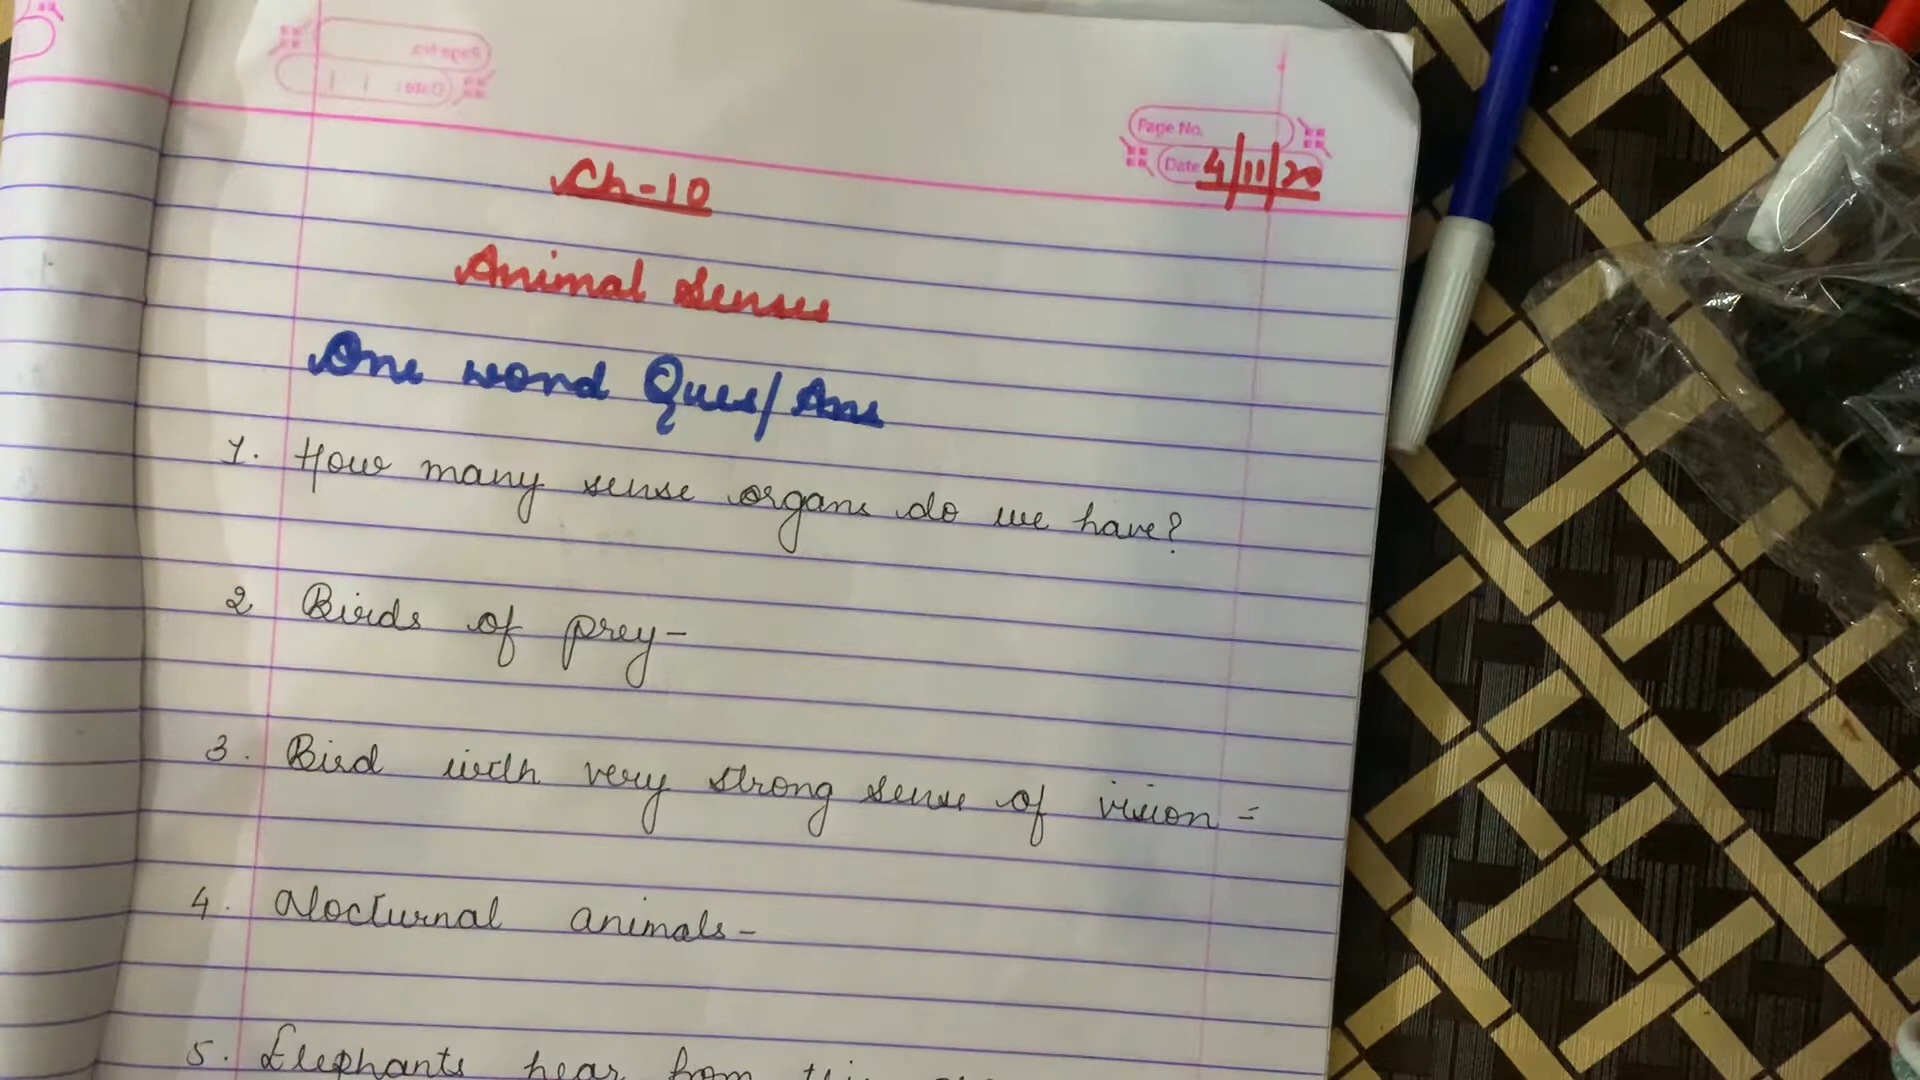 Page No.
Date 4/11/20
Ch-10
Animal Senses
One word Ques/Ans
1. How many sense organs do we have?
2 Birds of prey-
3. Bird with very strong sense of vision =
4. Nocturnal animals-
5. Elephants hear from